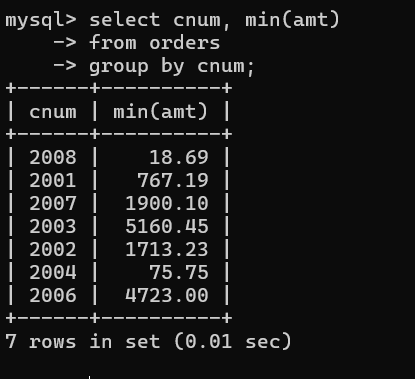 mysql> select cnum, min(amt)
    -> from orders
    -> group by cnum;
+------+----------+
| cnum | min(amt) |
+------+----------+
| 2008 |    18.69 |
| 2001 |   767.19 |
| 2007 |  1900.10 |
| 2003 |  5160.45 |
| 2002 |  1713.23 |
| 2004 |    75.75 |
| 2006 |  4723.00 |
+------+----------+
7 rows in set (0.01 sec)